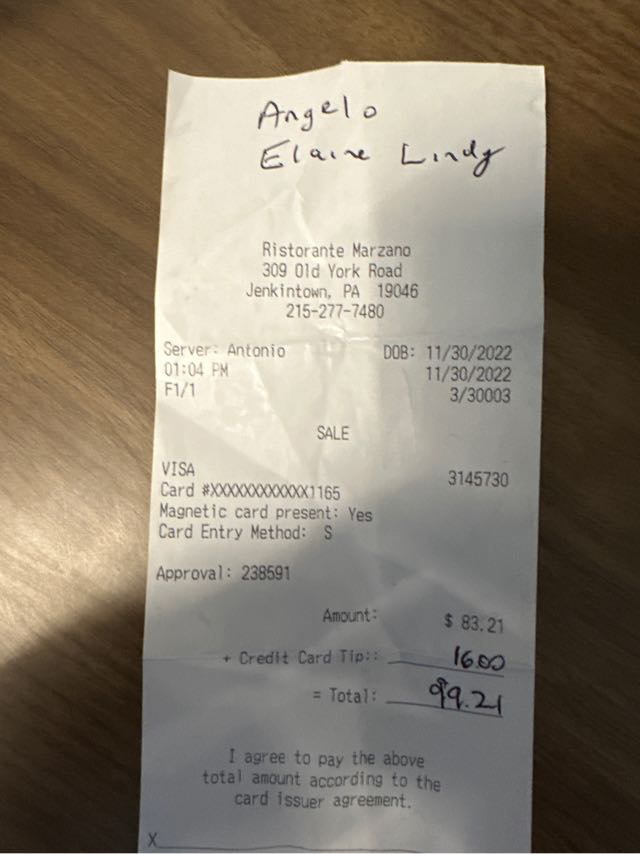 Angelo
Elaine Lindy
Ristorante Marzano
309 Old York Road
Jenkintown, PA 19046
215-277-7480
Server: Antonio DOB: 11/30/2022
01:04 PM 11/30/2022
F1/1 3/30003
SALE
VISA 3145730
Card #XXXXXXXXXXXX1165
Magnetic card present: Yes
Card Entry Method: S
Approval: 238591
Amount: $ 83.21
+ Credit Card Tip:: 16.00
= Total: 99.21
I agree to pay the above
total amount according to the
card issuer agreement.
X